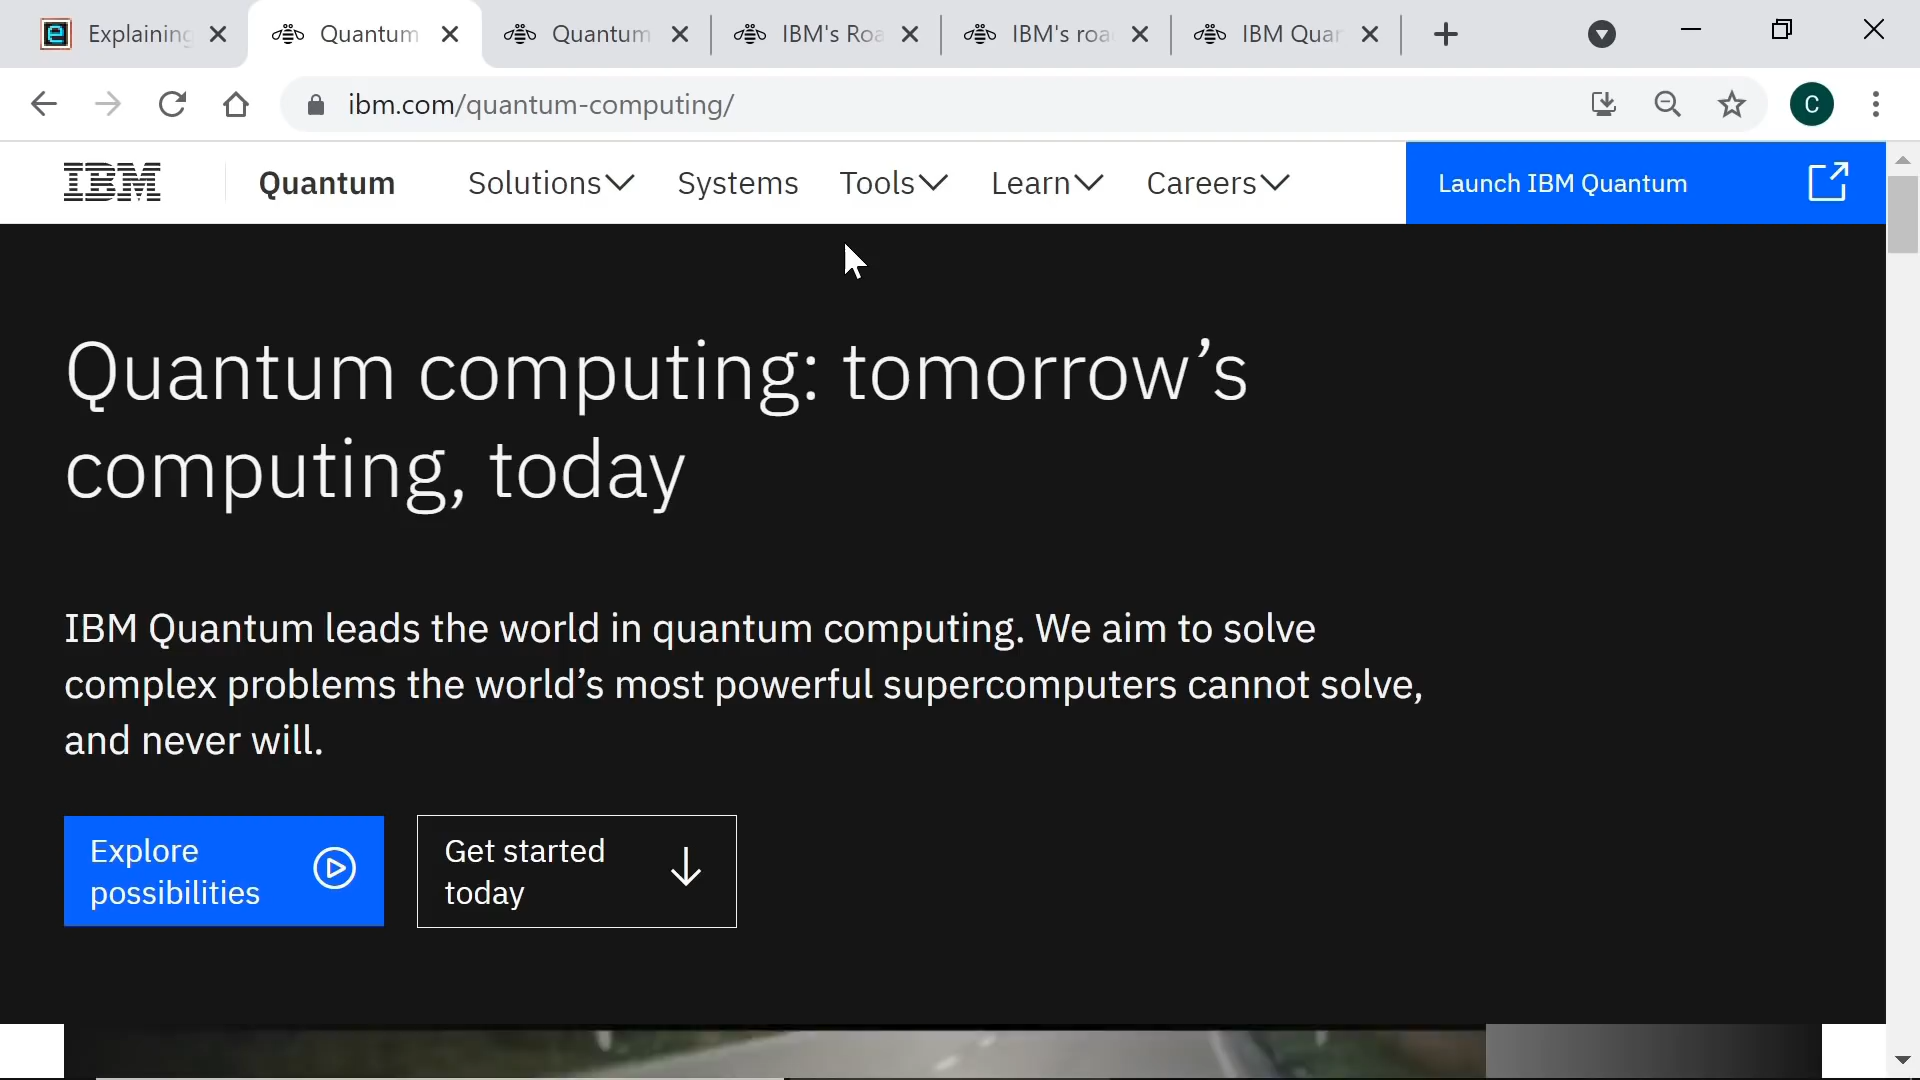 Explaining
Quantum
Quantum
IBM's Roa
IBM's roa
IBM Quar
ibm.com/quantum-computing/
C
IBM
Quantum
Solutions
Systems
Tools
Learn
Careers
Launch IBM Quantum
Quantum computing: tomorrow’s
computing, today
IBM Quantum leads the world in quantum computing. We aim to solve
complex problems the world’s most powerful supercomputers cannot solve,
and never will.
Explore
possibilities
Get started
today